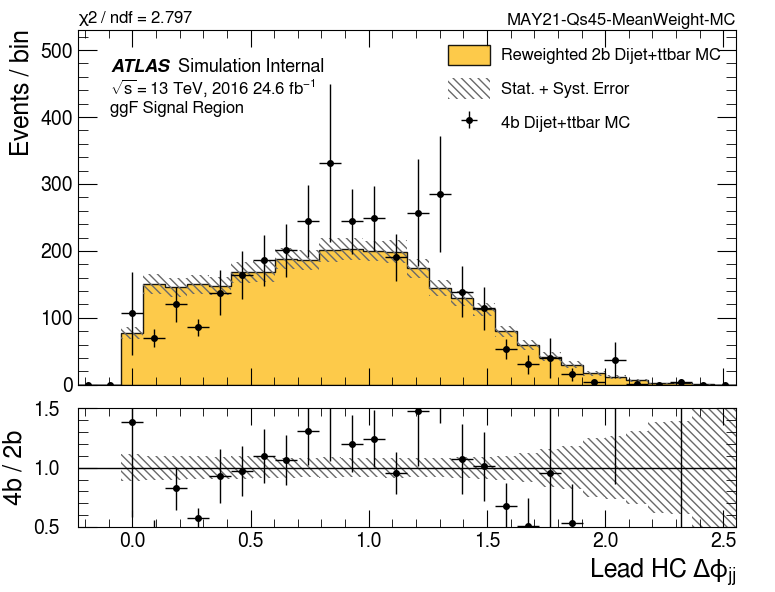 χ2 / ndf = 2.797
MAY21-Qs45-MeanWeight-MC
Events / bin
500
400
300
200
100
0
ATLAS Simulation Internal
√s = 13 TeV, 2016 24.6 fb⁻¹
ggF Signal Region
Reweighted 2b Dijet+ttbar MC
Stat. + Syst. Error
4b Dijet+ttbar MC
4b / 2b
1.5
1.0
0.5
0.0 0.5 1.0 1.5 2.0 2.5
Lead HC Δϕjj